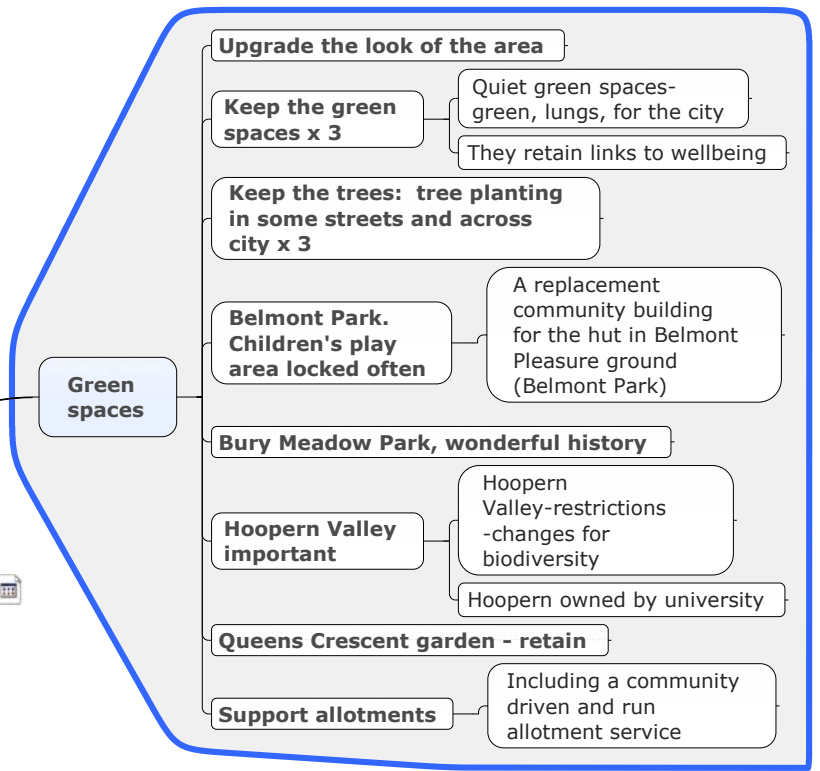 Green
spaces
Upgrade the look of the area
Keep the green
spaces x 3
Quiet green spaces-
green, lungs, for the city
They retain links to wellbeing
Keep the trees:  tree planting
in some streets and across
city x 3
Belmont Park.
Children's play
area locked often
A replacement
community building
for the hut in Belmont
Pleasure ground
(Belmont Park)
Bury Meadow Park, wonderful history
Hoopern Valley
important
Hoopern
Valley-restrictions
-changes for
biodiversity
Hoopern owned by university
Queens Crescent garden - retain
Support allotments
Including a community
driven and run
allotment service